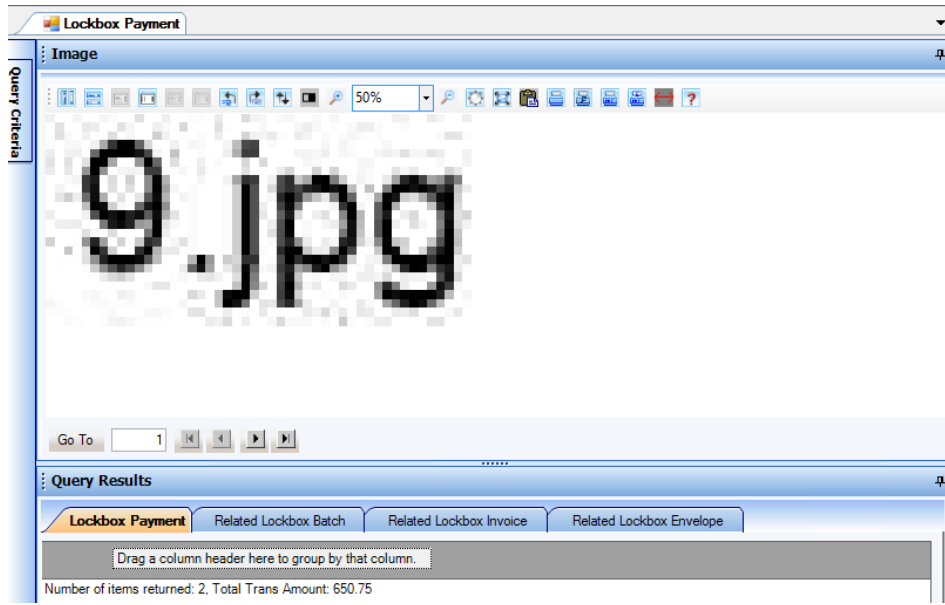 Lockbox Payment
Image
Query Criteria
50%
?
9.jpg
Go To 1
Query Results
Lockbox Payment Related Lockbox Batch Related Lockbox Invoice Related Lockbox Envelope
Drag a column header here to group by that column.
Number of items returned: 2, Total Trans Amount: 650.75